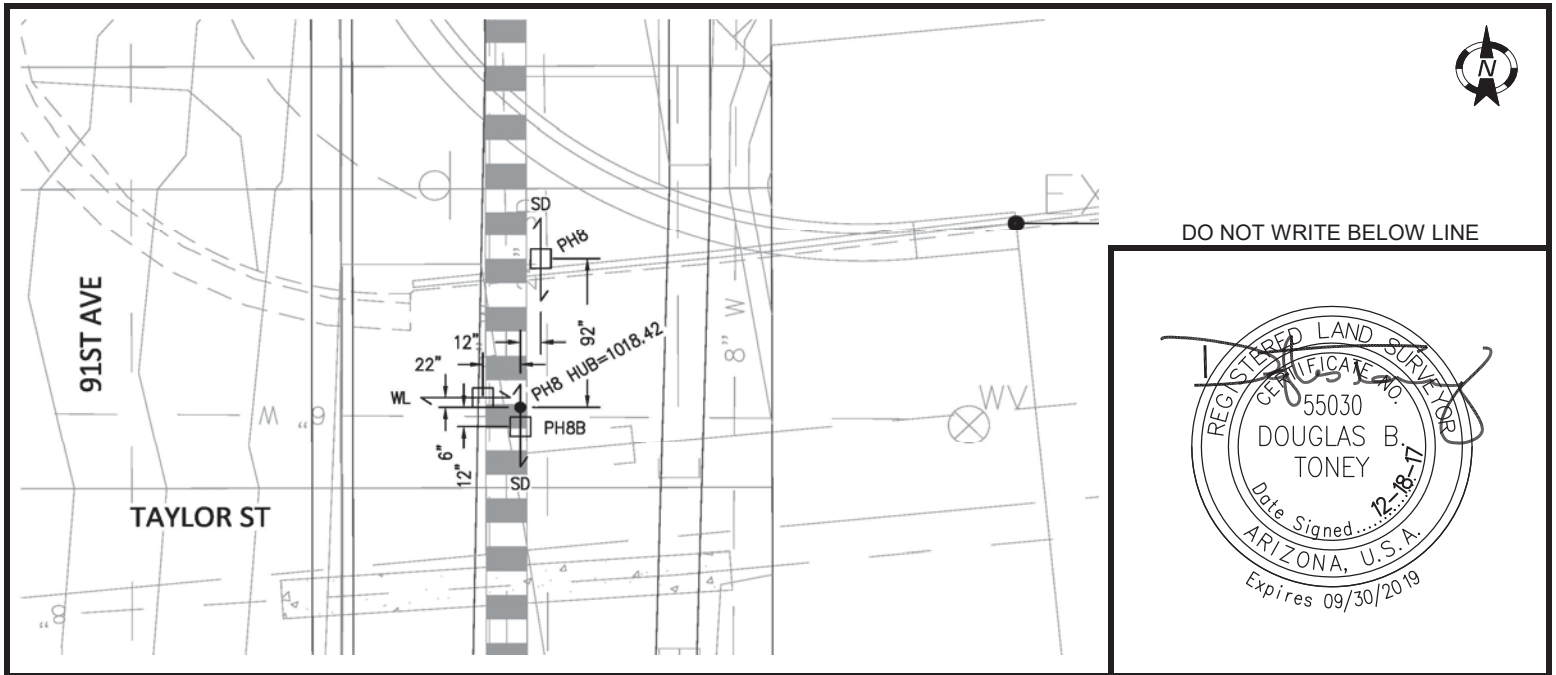 N
SD
PH8
EX
DO NOT WRITE BELOW LINE
91ST AVE
12"
92"
8" W
22"
PH8 HUB=1018.42
WL
6" W
WV
PH8B
6"
12"
SD
TAYLOR ST
8"
REGISTERED LAND SURVEYOR
CERTIFICATE NO.
55030
DOUGLAS B.
TONEY
Date Signed........12-18-17
ARIZONA, U.S.A.
Expires 09/30/2019